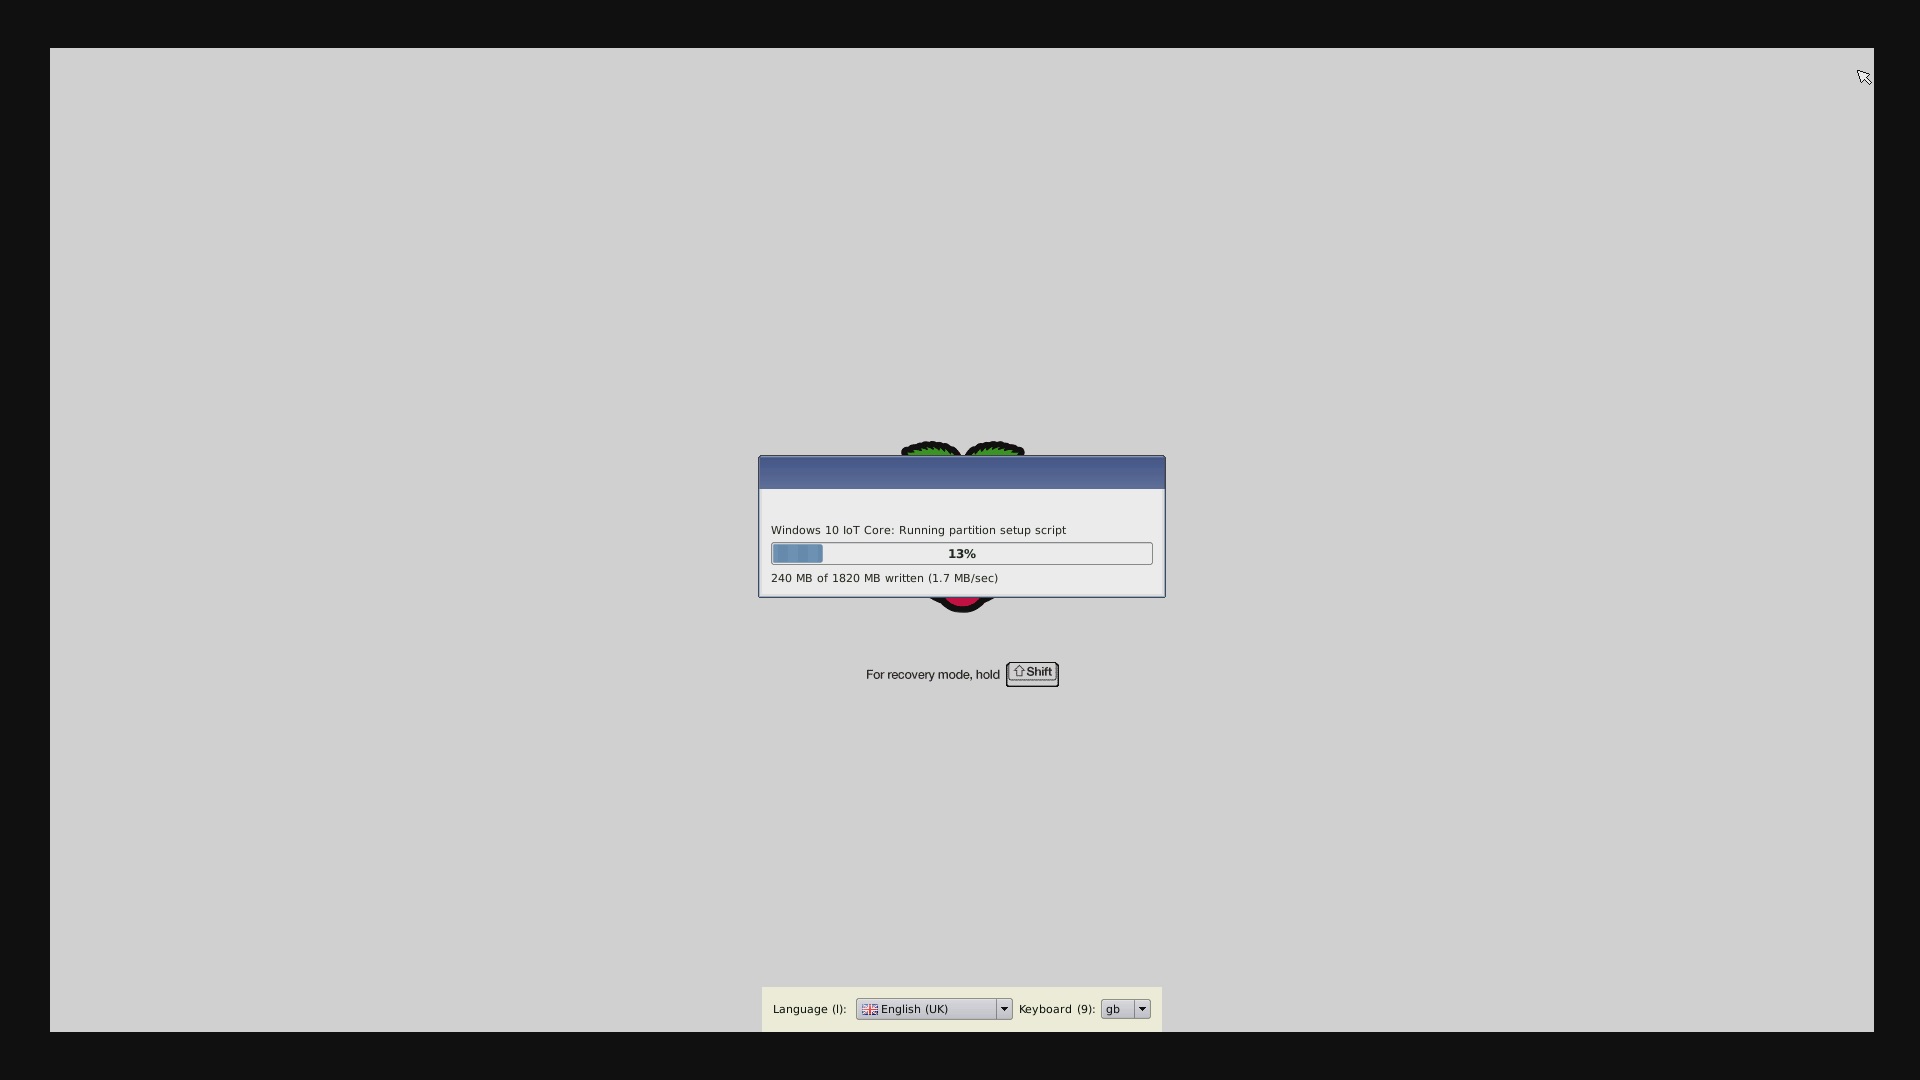 Windows 10 IoT Core: Running partition setup script
13%
240 MB of 1820 MB written (1.7 MB/sec)
For recovery mode, hold Shift
Language (l): English (UK) Keyboard (9): gb